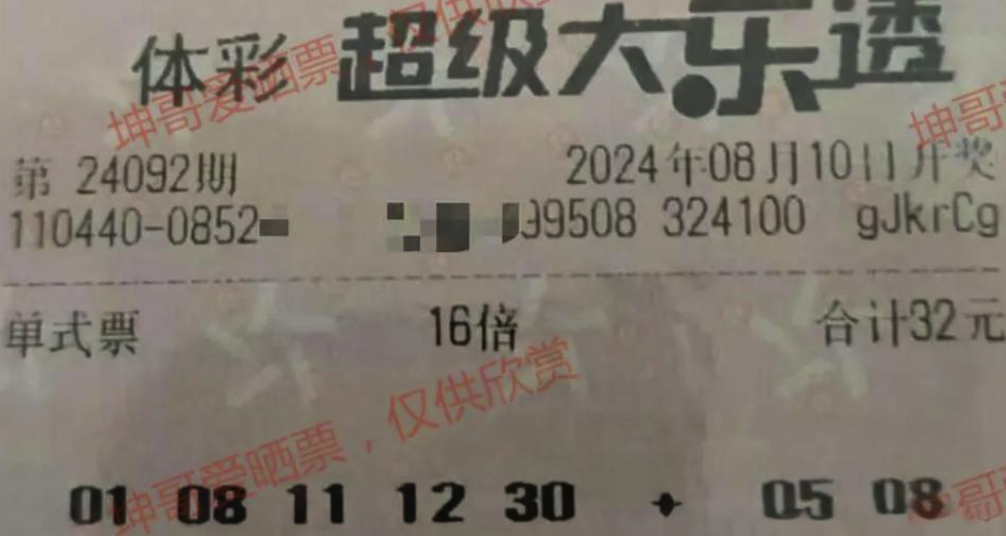 体彩 超级大乐透
第 24092期 2024年08月10日开奖
110440-0852 99508 324100 gJkrCg
单式票 16倍 合计32元
01 08 11 12 30 + 05 08
坤哥爱晒票，仅供欣赏
坤哥爱晒票，仅供欣赏
坤哥
坤哥